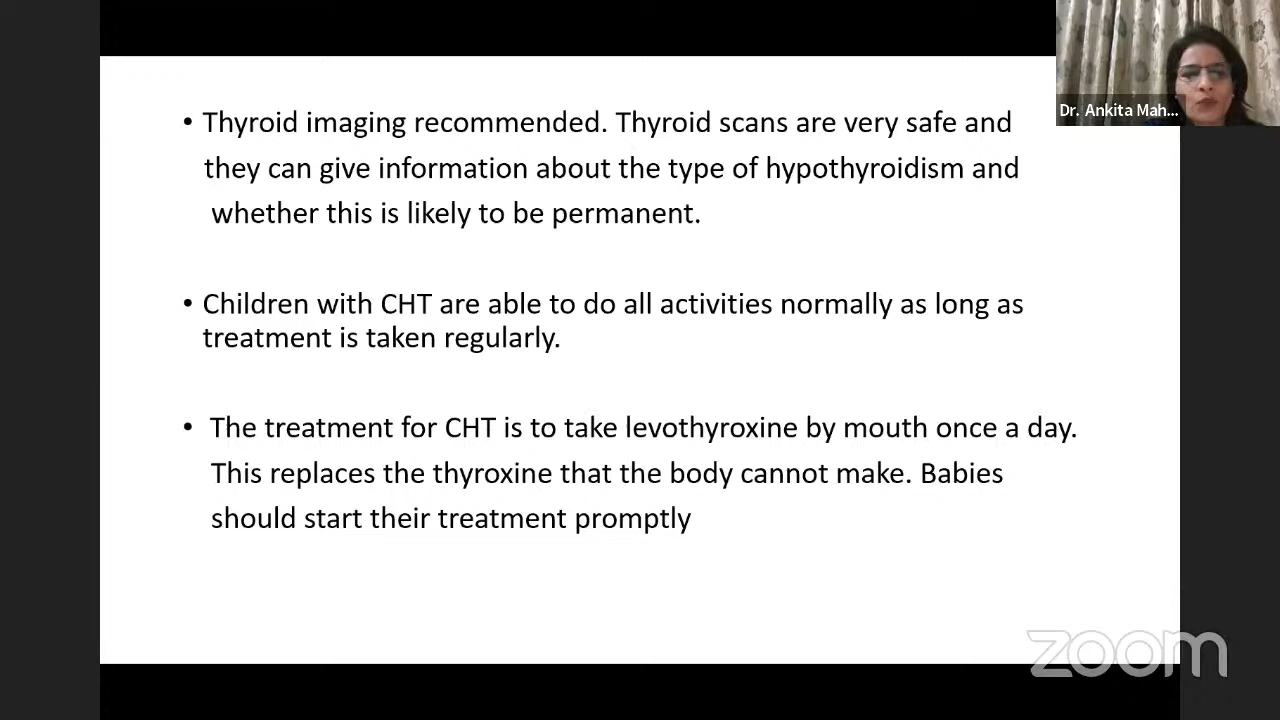 • Thyroid imaging recommended. Thyroid scans are very safe and
they can give information about the type of hypothyroidism and
whether this is likely to be permanent.
• Children with CHT are able to do all activities normally as long as
treatment is taken regularly.
• The treatment for CHT is to take levothyroxine by mouth once a day.
This replaces the thyroxine that the body cannot make. Babies
should start their treatment promptly
Dr. Ankita Mah...
zoom